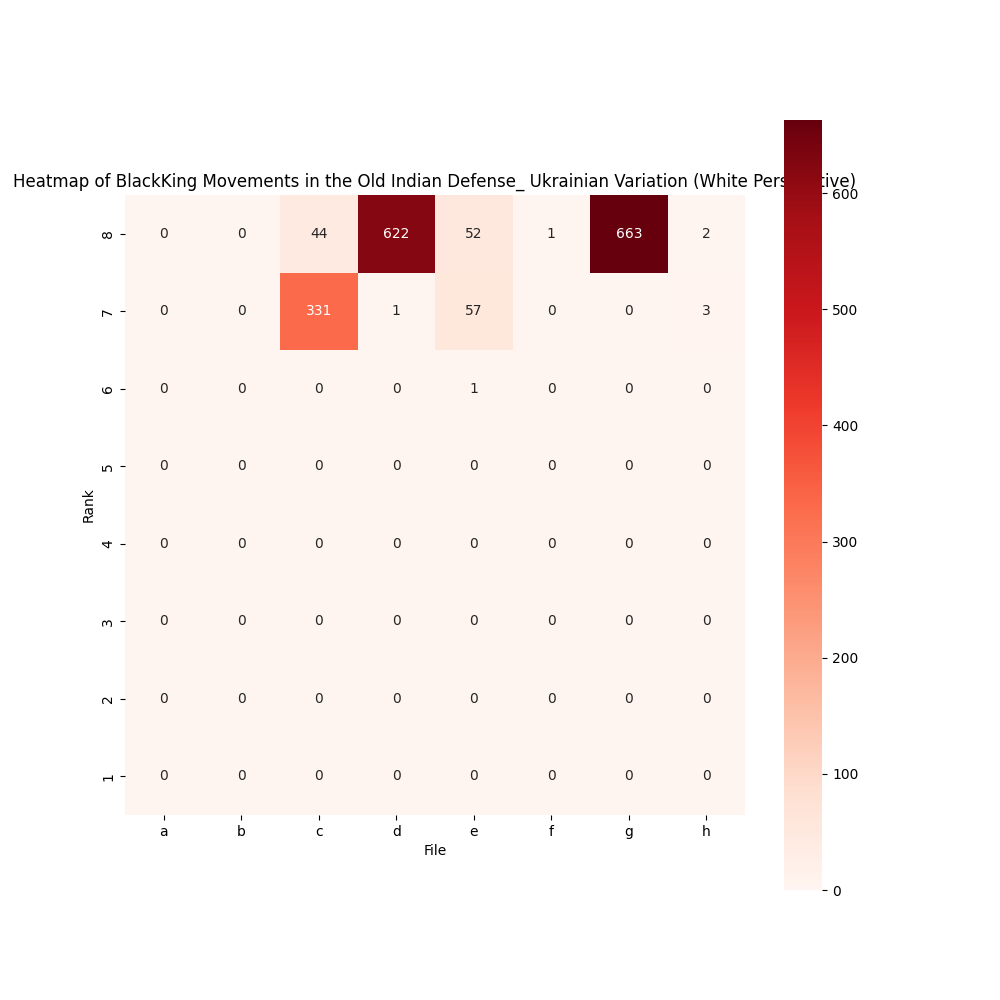 Heatmap of BlackKing Movements in the Old Indian Defense_ Ukrainian Variation (White Perspective)
8 0 0 44 622 52 1 663 2
7 0 0 331 1 57 0 0 3
6 0 0 0 0 1 0 0 0
5 0 0 0 0 0 0 0 0
4 0 0 0 0 0 0 0 0
3 0 0 0 0 0 0 0 0
2 0 0 0 0 0 0 0 0
1 0 0 0 0 0 0 0 0
a b c d e f g h
File
Rank
600
500
400
300
200
100
0